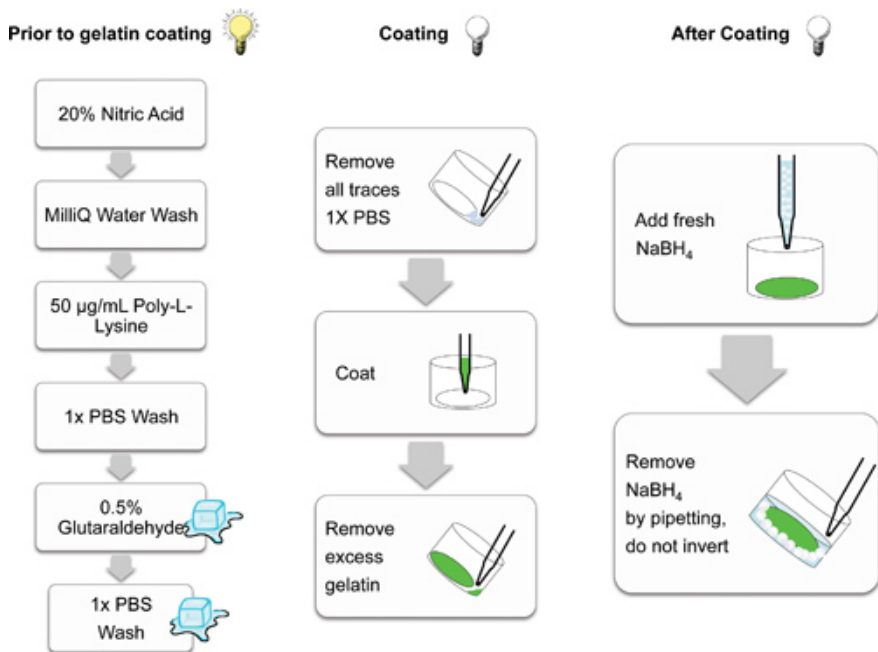 Prior to gelatin coating
20% Nitric Acid
MilliQ Water Wash
50 µg/mL Poly-L-
Lysine
1x PBS Wash
0.5%
Glutaraldehyde
1x PBS
Wash
Coating
Remove
all traces
1X PBS
Coat
Remove
excess
gelatin
After Coating
Add fresh
NaBH₄
Remove
NaBH₄
by pipetting,
do not invert